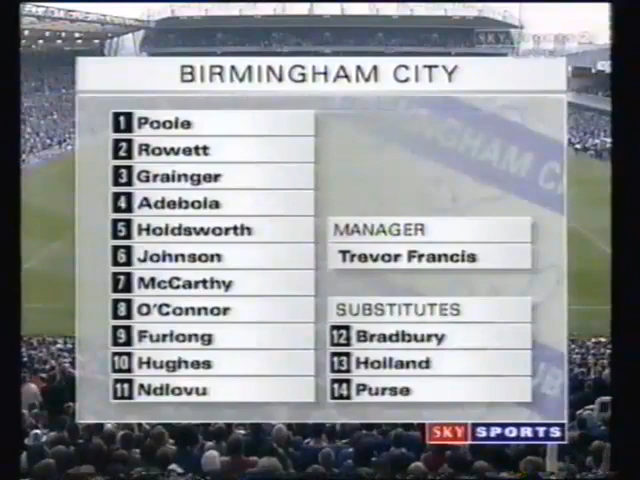 BIRMINGHAM CITY
1 Poole
2 Rowett
3 Grainger
4 Adebola
5 Holdsworth
6 Johnson
7 McCarthy
8 O'Connor
9 Furlong
10 Hughes
11 Ndlovu
MANAGER
Trevor Francis
SUBSTITUTES
12 Bradbury
13 Holland
14 Purse
SKY SPORTS